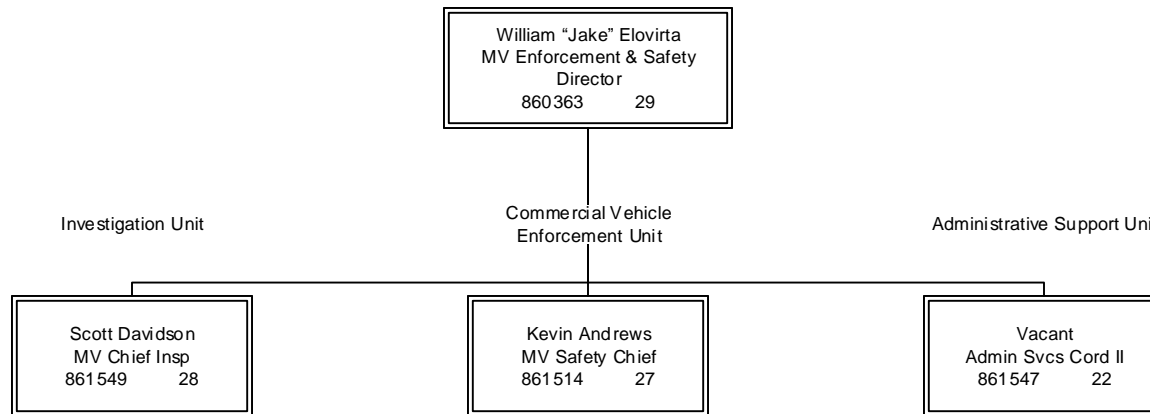 William “Jake” Elovirta
MV Enforcement & Safety
Director
860363 29
Investigation Unit
Commercial Vehicle
Enforcement Unit
Administrative Support Uni
Scott Davidson
MV Chief Insp
861549 28
Kevin Andrews
MV Safety Chief
861514 27
Vacant
Admin Svcs Cord II
861547 22